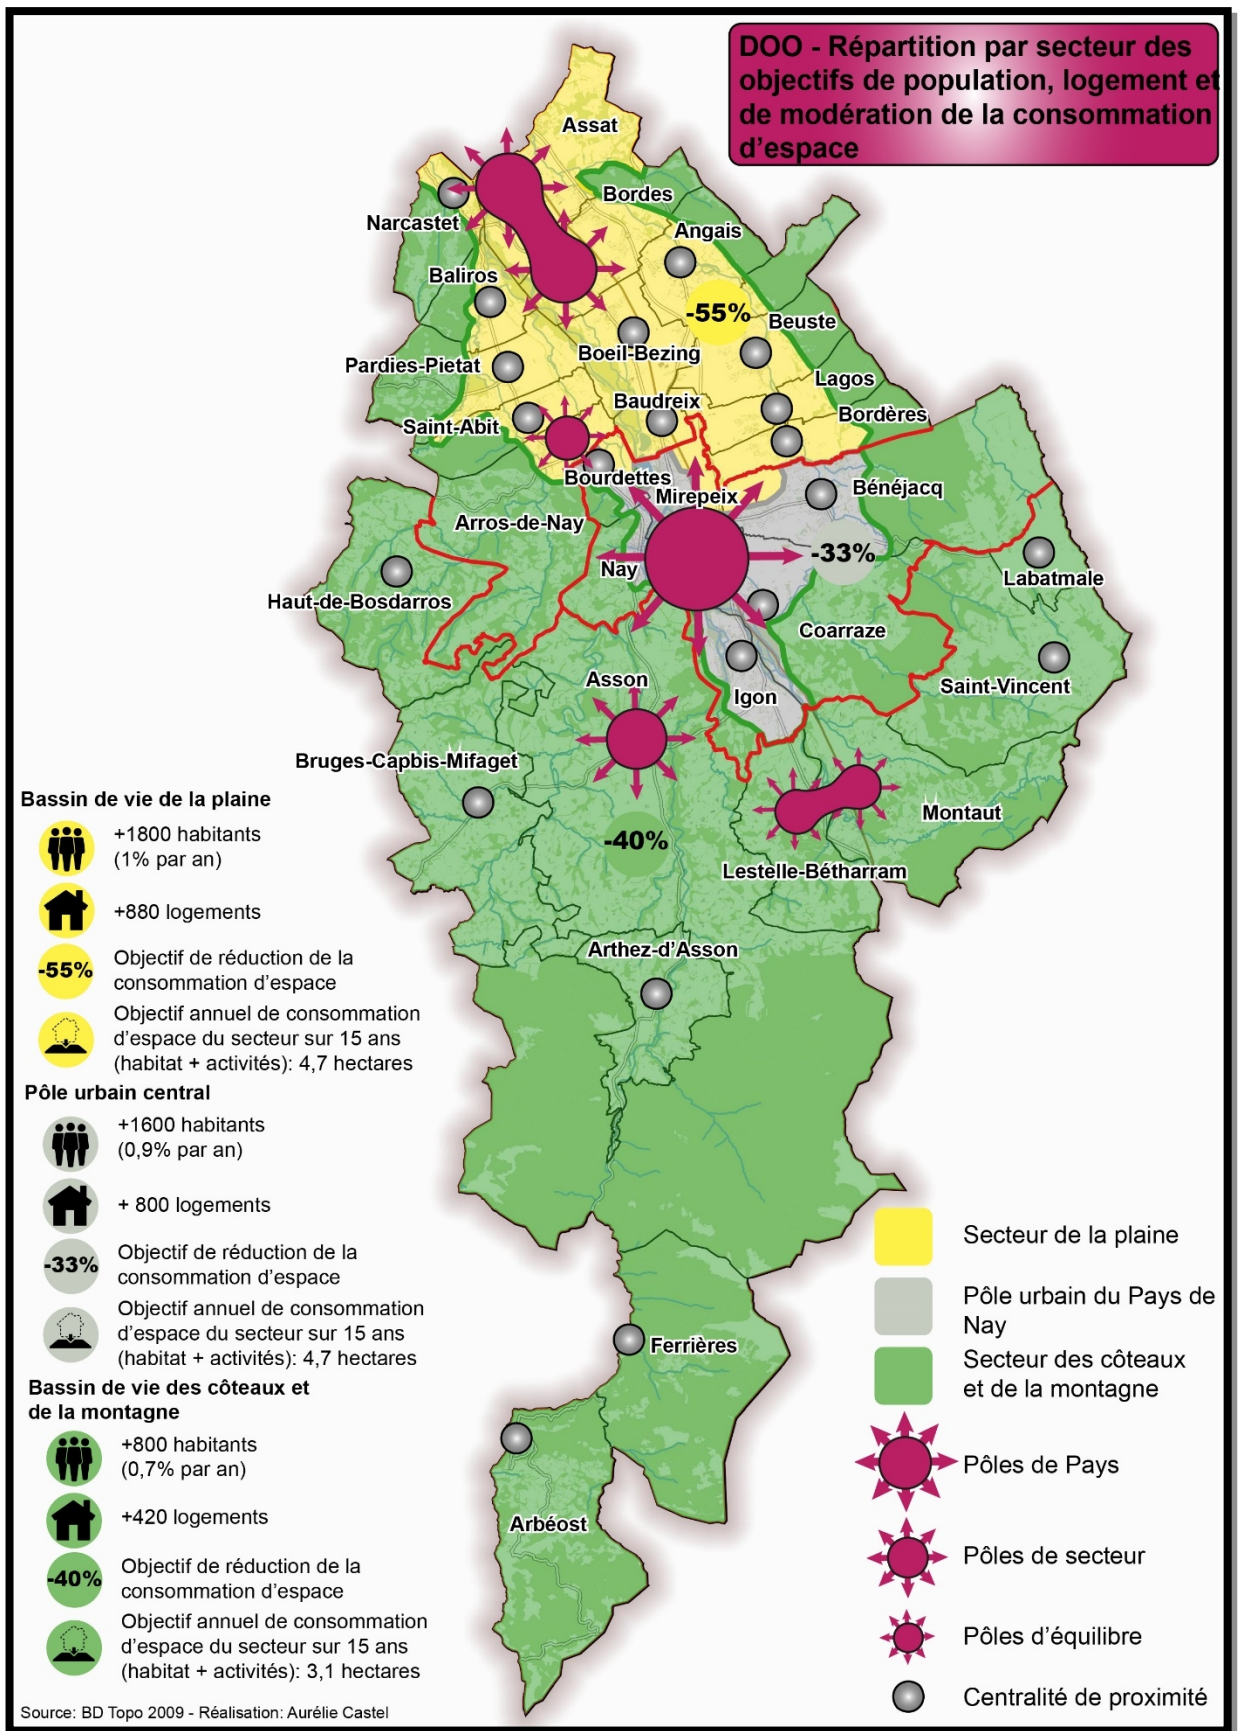 DOO - Répartition par secteur des
objectifs de population, logement et
de modération de la consommation
d'espace
Assat
Bordes
Narcastet
Angais
Baliros
-55%
Beuste
Boeil-Bezing
Pardies-Pietat
Lagos
Baudreix
Bordères
Saint-Abit
Bourdettes
Mirepeix
Bénéjacq
Arros-de-Nay
-33%
Nay
Labatmale
Haut-de-Bosdarros
Coarraze
Asson
Igon
Saint-Vincent
Bruges-Capbis-Mifaget
Montaut
-40%
Lestelle-Bétharram
Arthez-d'Asson
Ferrières
Arbéost
Bassin de vie de la plaine
+1800 habitants
(1% par an)
+880 logements
-55%
Objectif de réduction de la
consommation d'espace
Objectif annuel de consommation
d'espace du secteur sur 15 ans
(habitat + activités): 4,7 hectares
Pôle urbain central
+1600 habitants
(0,9% par an)
+ 800 logements
-33%
Objectif de réduction de la
consommation d'espace
Objectif annuel de consommation
d'espace du secteur sur 15 ans
(habitat + activités): 4,7 hectares
Bassin de vie des côteaux et
de la montagne
+800 habitants
(0,7% par an)
+420 logements
-40%
Objectif de réduction de la
consommation d'espace
Objectif annuel de consommation
d'espace du secteur sur 15 ans
(habitat + activités): 3,1 hectares
Source: BD Topo 2009 - Réalisation: Aurélie Castel
Secteur de la plaine
Pôle urbain du Pays de
Nay
Secteur des côteaux
et de la montagne
Pôles de Pays
Pôles de secteur
Pôles d'équilibre
Centralité de proximité